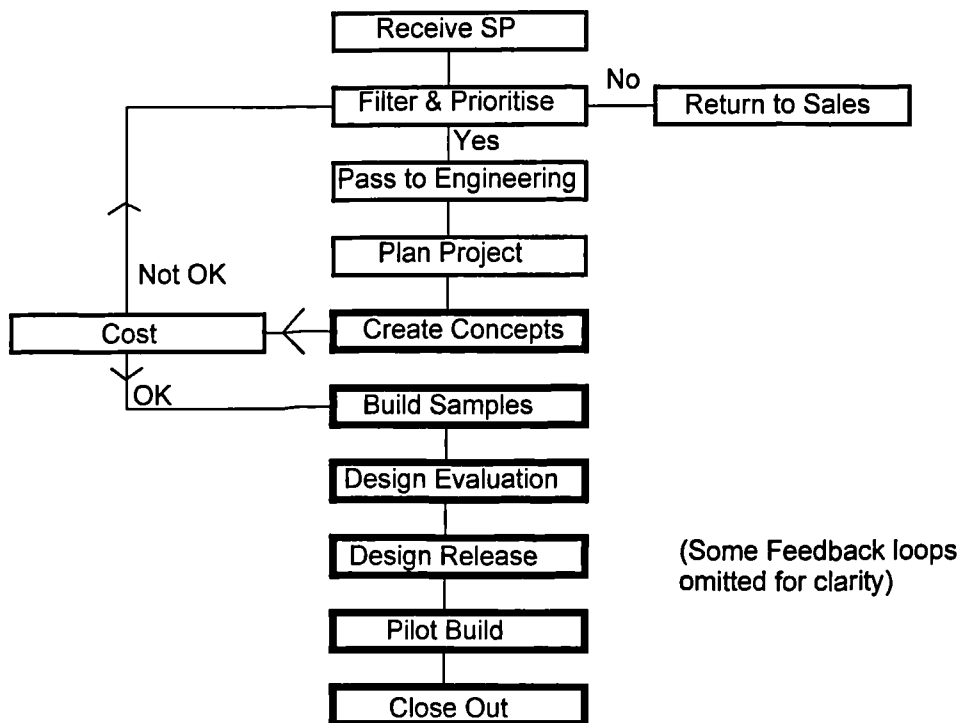 Receive SP
Filter & Prioritise
No
Return to Sales
Yes
Pass to Engineering
Plan Project
Not OK
Cost
Create Concepts
OK
Build Samples
Design Evaluation
Design Release
(Some Feedback loops
omitted for clarity)
Pilot Build
Close Out